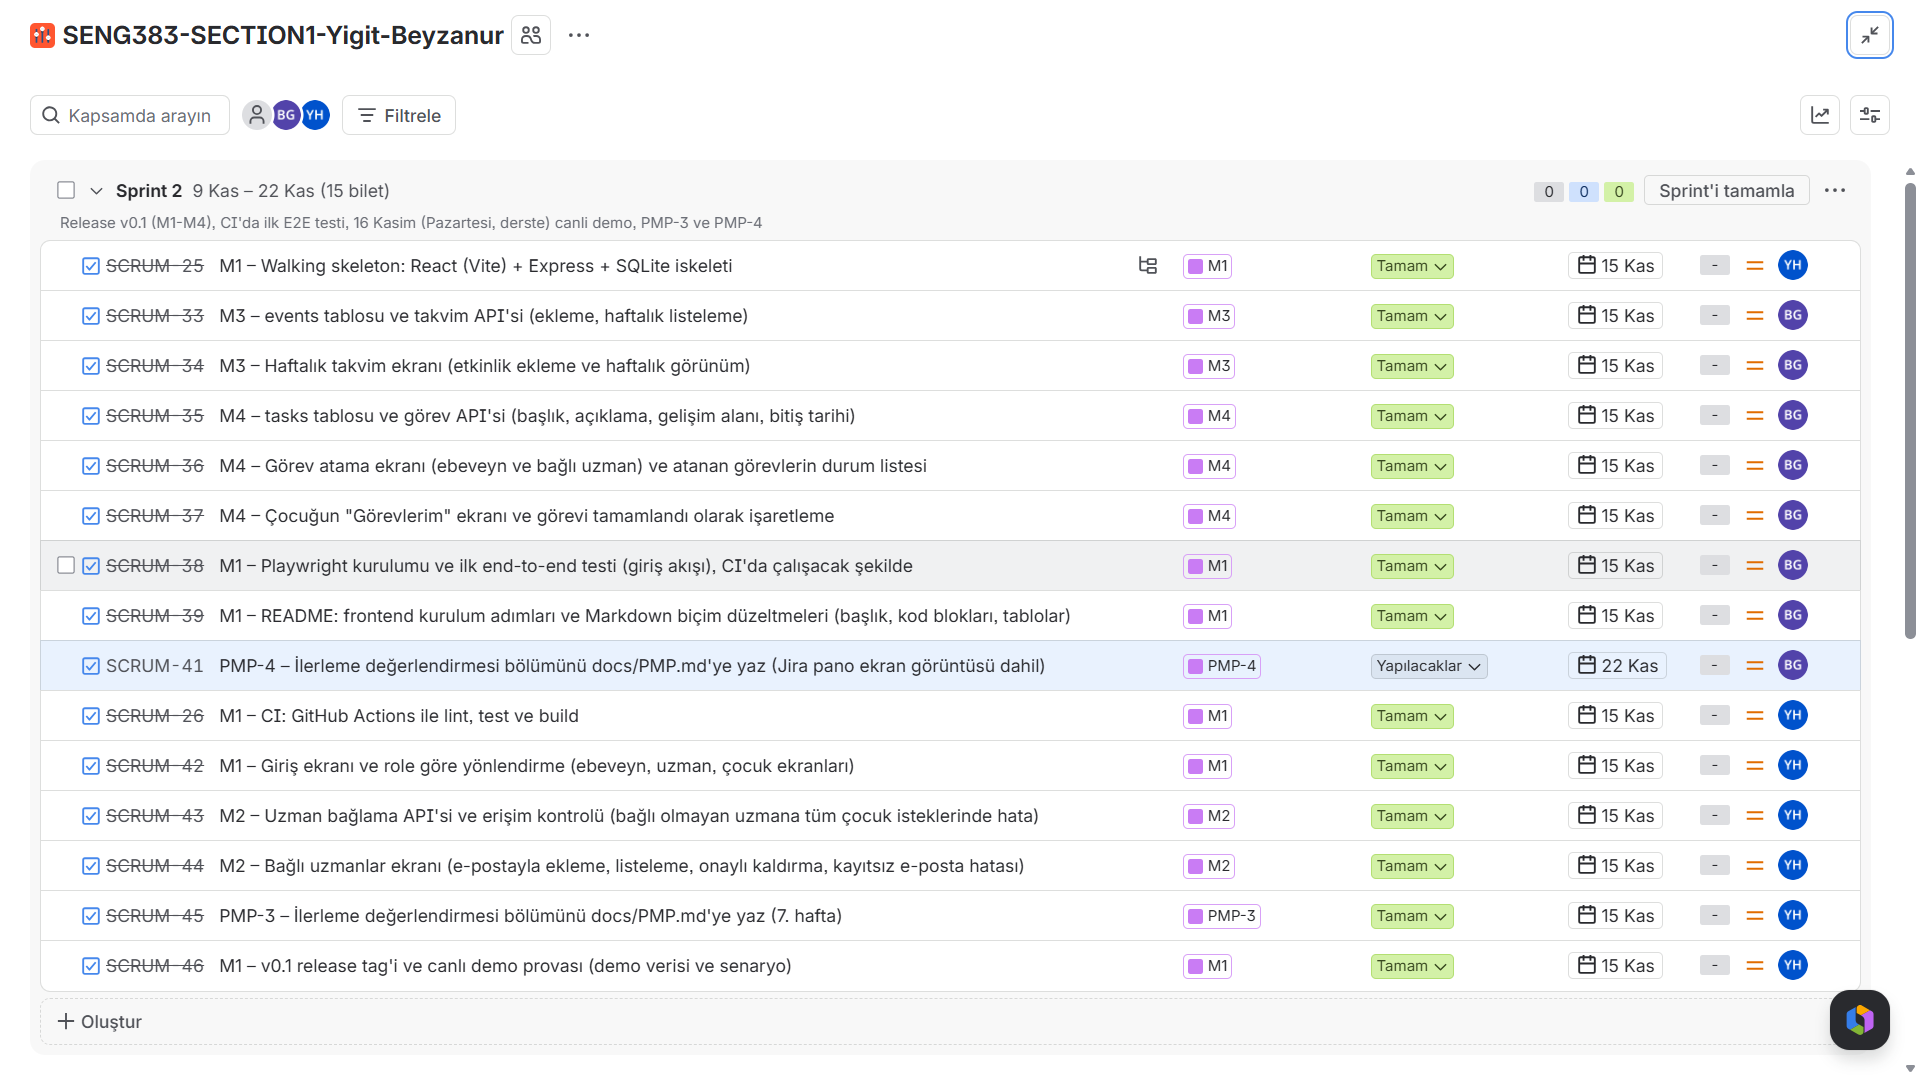 SENG383-SECTION1-Yigit-Beyzanur
Kapsamda arayın BG YH Filtrele
Sprint 2 9 Kas – 22 Kas (15 bilet) 0 0 0 Sprint'i tamamla
Release v0.1 (M1-M4), CI'da ilk E2E testi, 16 Kasim (Pazartesi, derste) canli demo, PMP-3 ve PMP-4
SCRUM-25 M1 – Walking skeleton: React (Vite) + Express + SQLite iskeleti M1 Tamam 15 Kas - YH
SCRUM-33 M3 – events tablosu ve takvim API'si (ekleme, haftalık listeleme) M3 Tamam 15 Kas - BG
SCRUM-34 M3 – Haftalık takvim ekranı (etkinlik ekleme ve haftalık görünüm) M3 Tamam 15 Kas - BG
SCRUM-35 M4 – tasks tablosu ve görev API'si (başlık, açıklama, gelişim alanı, bitiş tarihi) M4 Tamam 15 Kas - BG
SCRUM-36 M4 – Görev atama ekranı (ebeveyn ve bağlı uzman) ve atanan görevlerin durum listesi M4 Tamam 15 Kas - BG
SCRUM-37 M4 – Çocuğun "Görevlerim" ekranı ve görevi tamamlandı olarak işaretleme M4 Tamam 15 Kas - BG
SCRUM-38 M1 – Playwright kurulumu ve ilk end-to-end testi (giriş akışı), CI'da çalışacak şekilde M1 Tamam 15 Kas - BG
SCRUM-39 M1 – README: frontend kurulum adımları ve Markdown biçim düzeltmeleri (başlık, kod blokları, tablolar) M1 Tamam 15 Kas - BG
SCRUM-41 PMP-4 – İlerleme değerlendirmesi bölümünü docs/PMP.md'ye yaz (Jira pano ekran görüntüsü dahil) PMP-4 Yapılacaklar 22 Kas - BG
SCRUM-26 M1 – CI: GitHub Actions ile lint, test ve build M1 Tamam 15 Kas - YH
SCRUM-42 M1 – Giriş ekranı ve role göre yönlendirme (ebeveyn, uzman, çocuk ekranları) M1 Tamam 15 Kas - YH
SCRUM-43 M2 – Uzman bağlama API'si ve erişim kontrolü (bağlı olmayan uzmana tüm çocuk isteklerinde hata) M2 Tamam 15 Kas - YH
SCRUM-44 M2 – Bağlı uzmanlar ekranı (e-postayla ekleme, listeleme, onaylı kaldırma, kayıtsız e-posta hatası) M2 Tamam 15 Kas - YH
SCRUM-45 PMP-3 – İlerleme değerlendirmesi bölümünü docs/PMP.md'ye yaz (7. hafta) PMP-3 Tamam 15 Kas - YH
SCRUM-46 M1 – v0.1 release tag'i ve canlı demo provası (demo verisi ve senaryo) M1 Tamam 15 Kas - YH
Oluştur